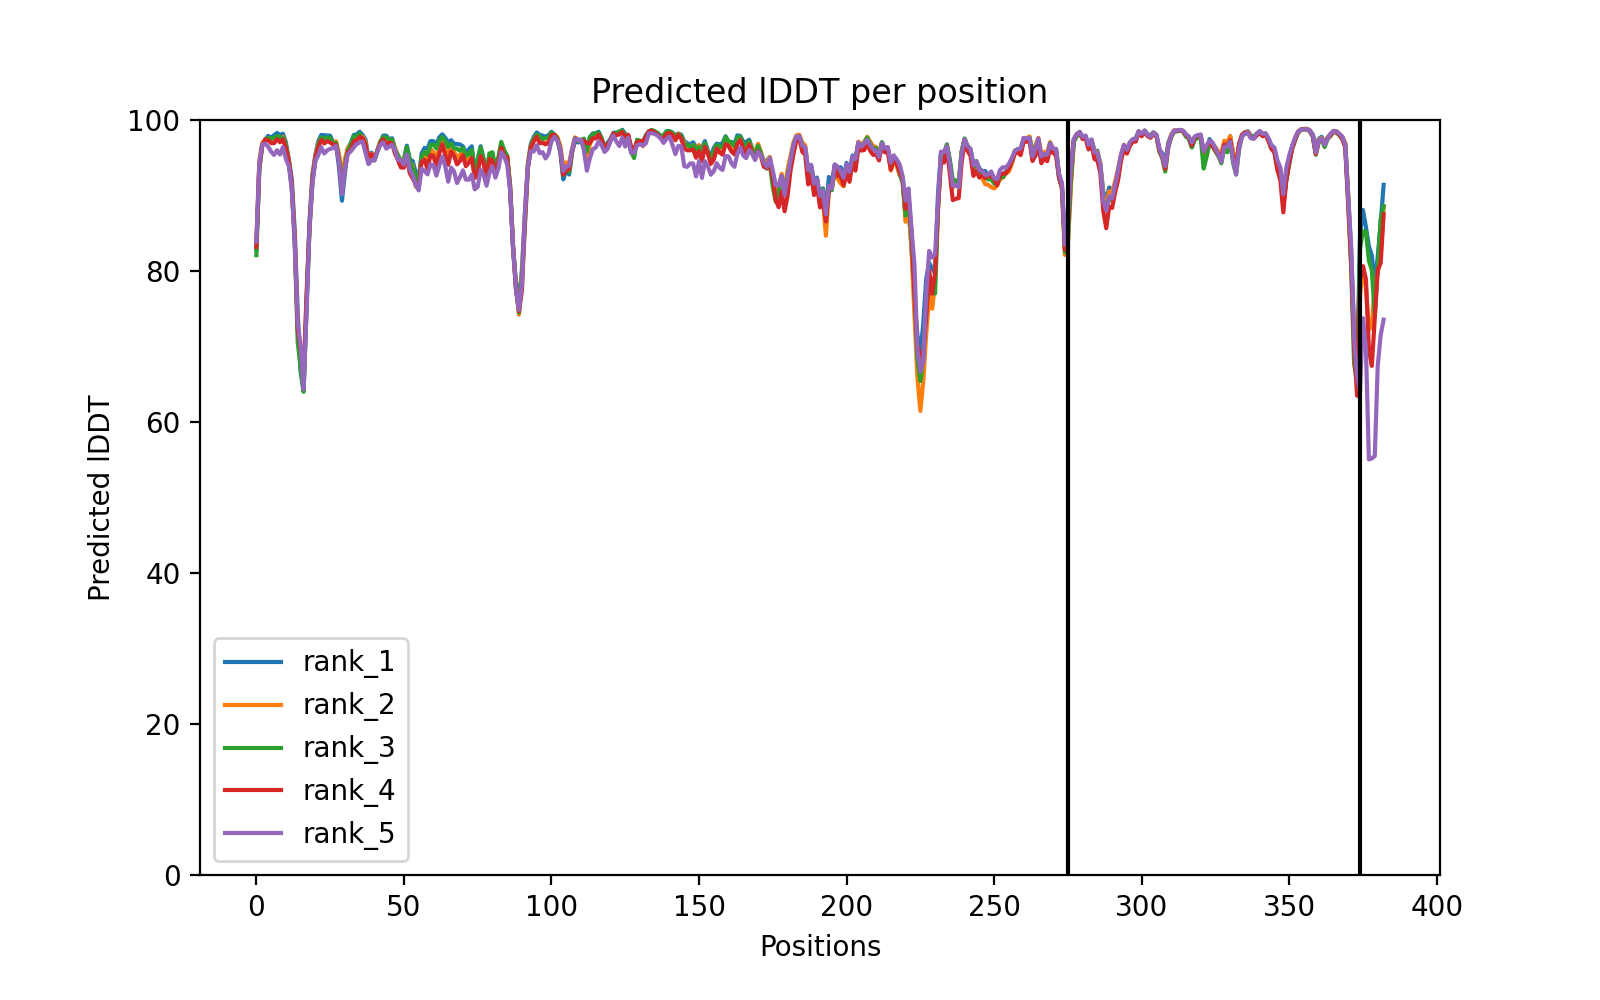 Predicted lDDT per position
100
80
60
40
20
0
Predicted lDDT
rank_1
rank_2
rank_3
rank_4
rank_5
0 50 100 150 200 250 300 350 400
Positions